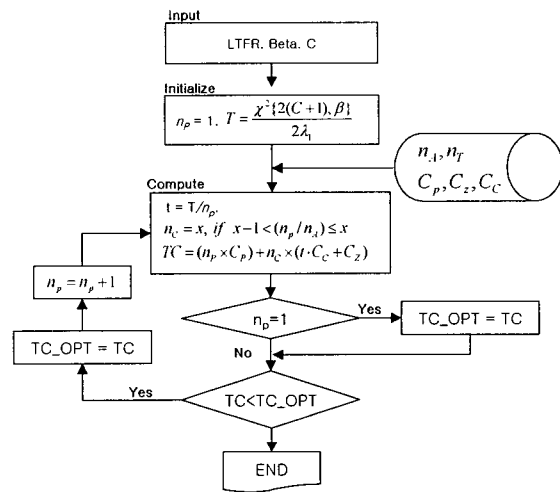 Input
LTFR, Beta, C
Initialize
n_p = 1, T = χ²{2(C+1), β} / 2λ₁
n_A, n_T
C_p, C_z, C_C
Compute
t = T/n_p,
n_C = x, if x−1 < (n_p / n_A) ≤ x
TC = (n_P × C_P) + n_C × (t · C_C + C_Z)
n_p = n_p + 1
n_p=1
Yes
TC_OPT = TC
No
TC_OPT = TC
Yes
TC<TC_OPT
END